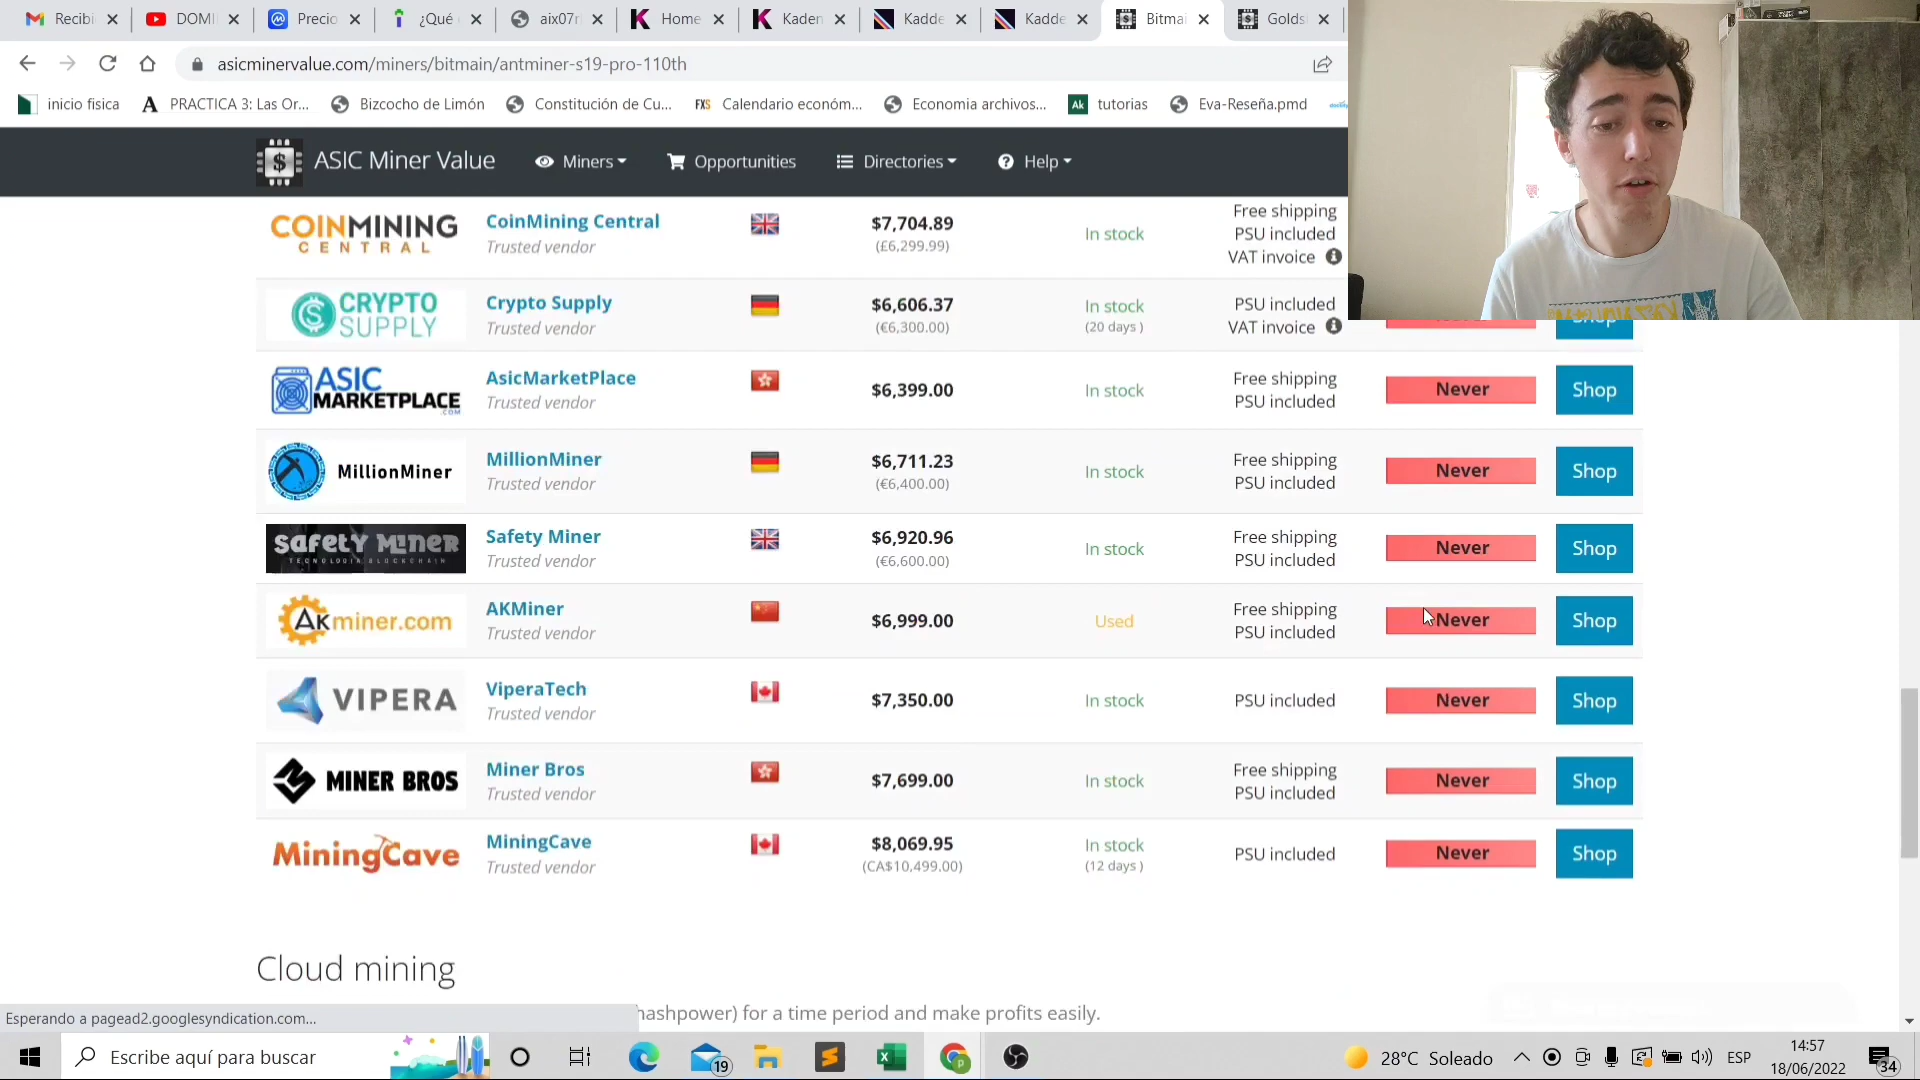 Recibi
DOMI
Precio
¿Qué
aix07r
Home
Kaden
Kadde
Kadde
Bitmai
Golds
asicminervalue.com/miners/bitmain/antminer-s19-pro-110th
inicio fisica
A PRACTICA 3: Las Or...
Bizcocho de Limón
Constitución de Cu...
FXS Calendario económ...
Economia archivos...
Ak tutorias
Eva-Reseña.pmd
$ ASIC Miner Value
Miners
Opportunities
Directories
Help
COINMINING
CENTRAL
CoinMining Central
Trusted vendor
$7,704.89
(£6,299.99)
In stock
Free shipping
PSU included
VAT invoice
CRYPTO
SUPPLY
Crypto Supply
Trusted vendor
$6,606.37
(€6,300.00)
In stock
(20 days )
PSU included
VAT invoice
Shop
ASIC
MARKETPLACE
.COM
AsicMarketPlace
Trusted vendor
$6,399.00
In stock
Free shipping
PSU included
Never
Shop
MillionMiner
MillionMiner
Trusted vendor
$6,711.23
(€6,400.00)
In stock
Free shipping
PSU included
Never
Shop
SAFETY MINER
TECNOLOGIA BLOCKCHAIN
Safety Miner
Trusted vendor
$6,920.96
(€6,600.00)
In stock
Free shipping
PSU included
Never
Shop
Akminer.com
AKMiner
Trusted vendor
$6,999.00
Used
Free shipping
PSU included
Never
Shop
VIPERA
ViperaTech
Trusted vendor
$7,350.00
In stock
PSU included
Never
Shop
MINER BROS
Miner Bros
Trusted vendor
$7,699.00
In stock
Free shipping
PSU included
Never
Shop
MiningCave
MiningCave
Trusted vendor
$8,069.95
(CA$10,499.00)
In stock
(12 days )
PSU included
Never
Shop
Cloud mining
hashpower) for a time period and make profits easily.
Esperando a pagead2.googlesyndication.com...
Escribe aquí para buscar
19
28°C Soleado
ESP
14:57
18/06/2022
34